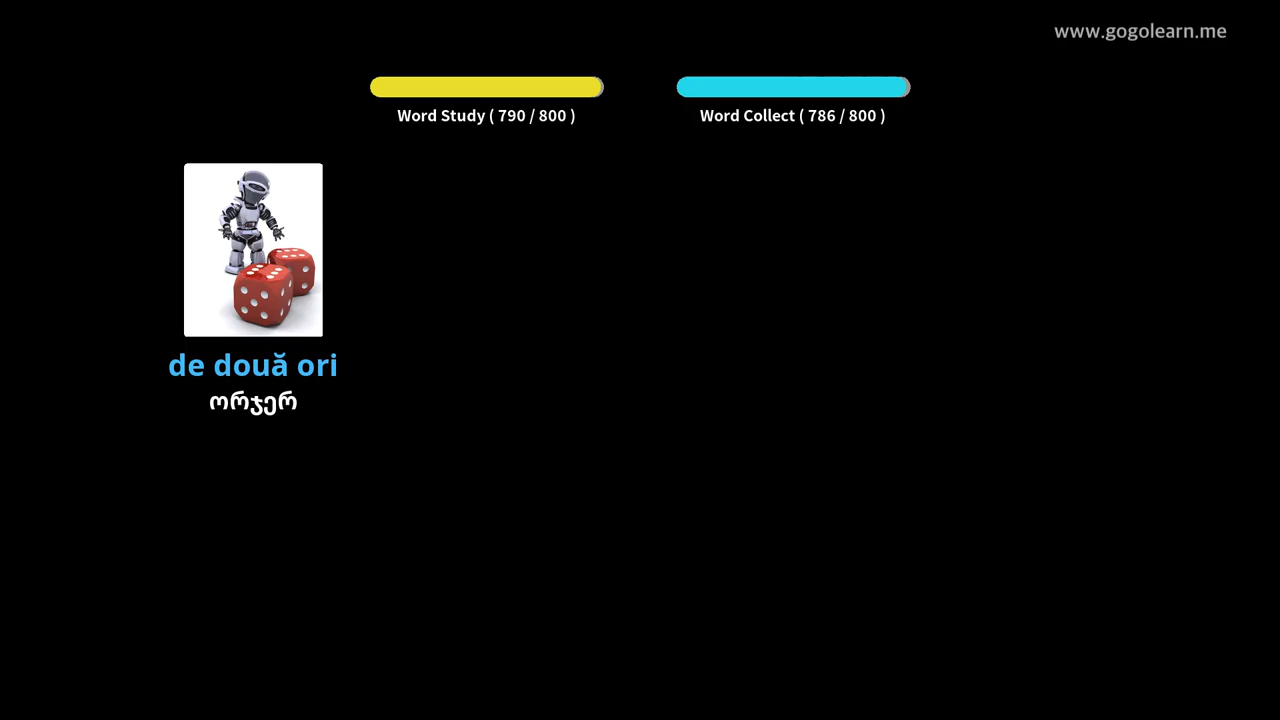 www.gogolearn.me
Word Study ( 790 / 800 )
Word Collect ( 786 / 800 )
de două ori
ორჯერ